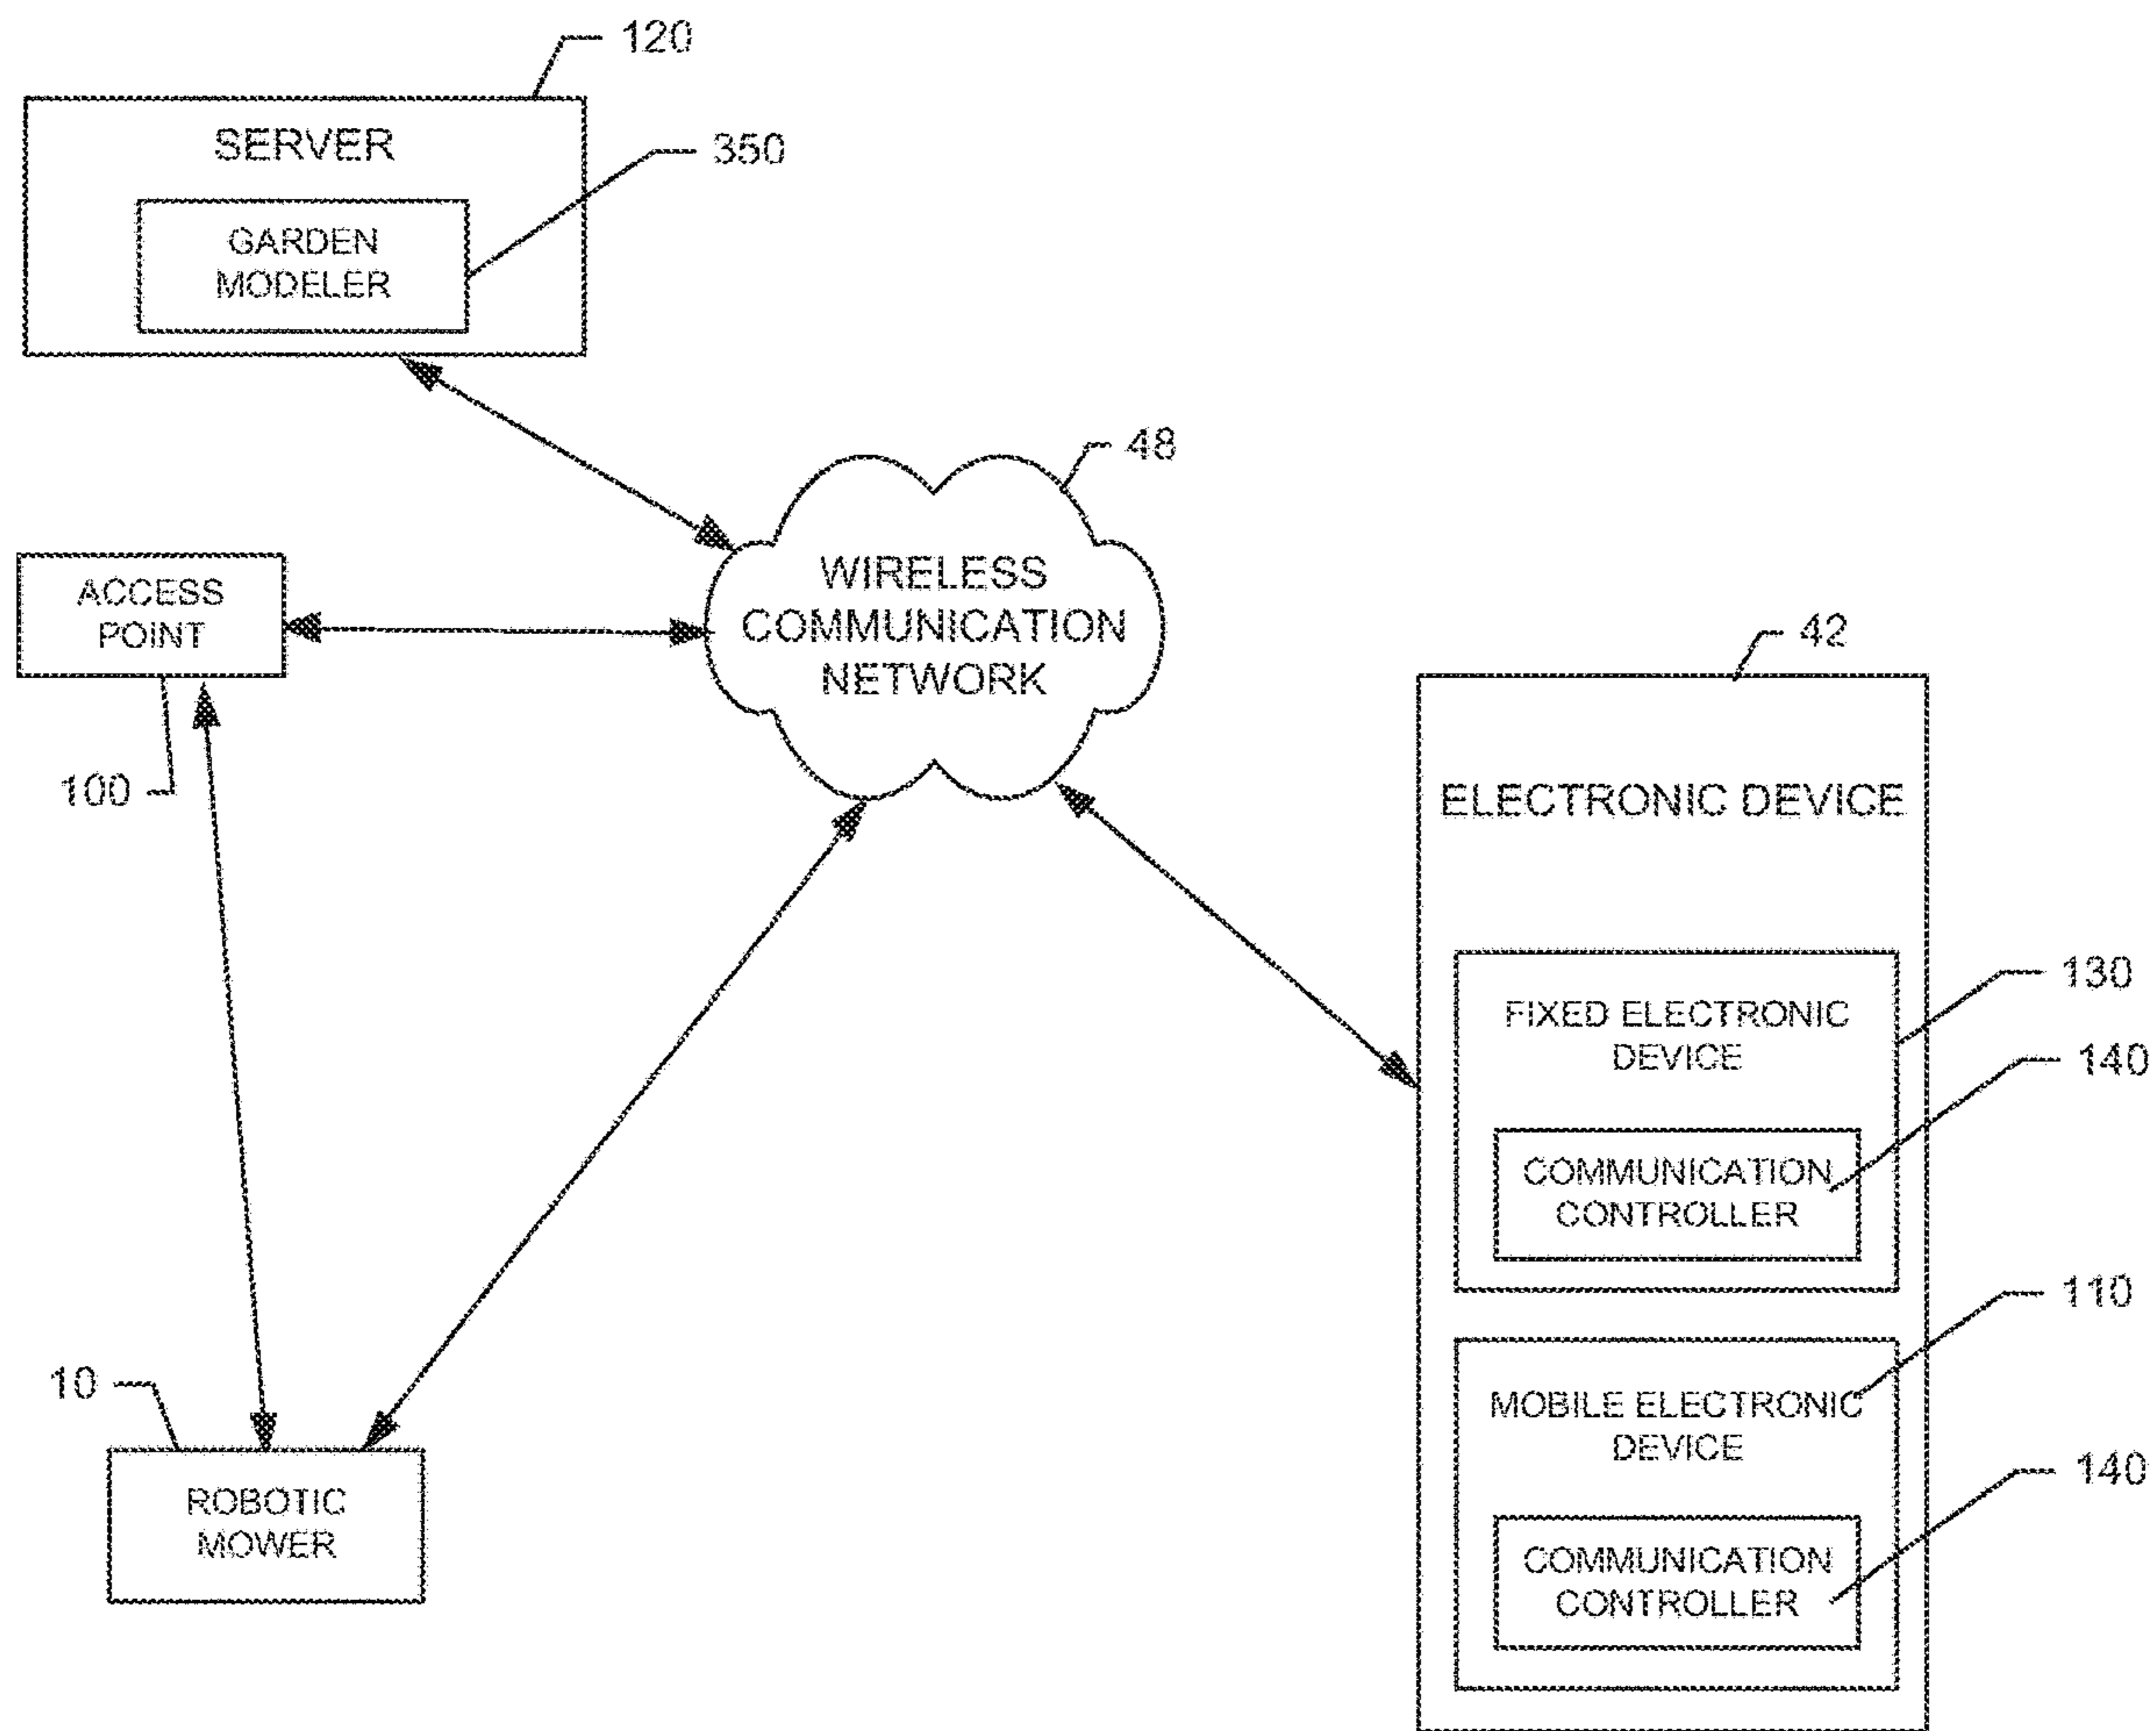 120
SERVER
350
GARDEN
MODELER
48
WIRELESS
COMMUNICATION
NETWORK
ACCESS
POINT
100
42
ELECTRONIC DEVICE
130
FIXED ELECTRONIC
DEVICE
140
COMMUNICATION
CONTROLLER
110
MOBILE ELECTRONIC
DEVICE
140
COMMUNICATION
CONTROLLER
10
ROBOTIC
MOWER